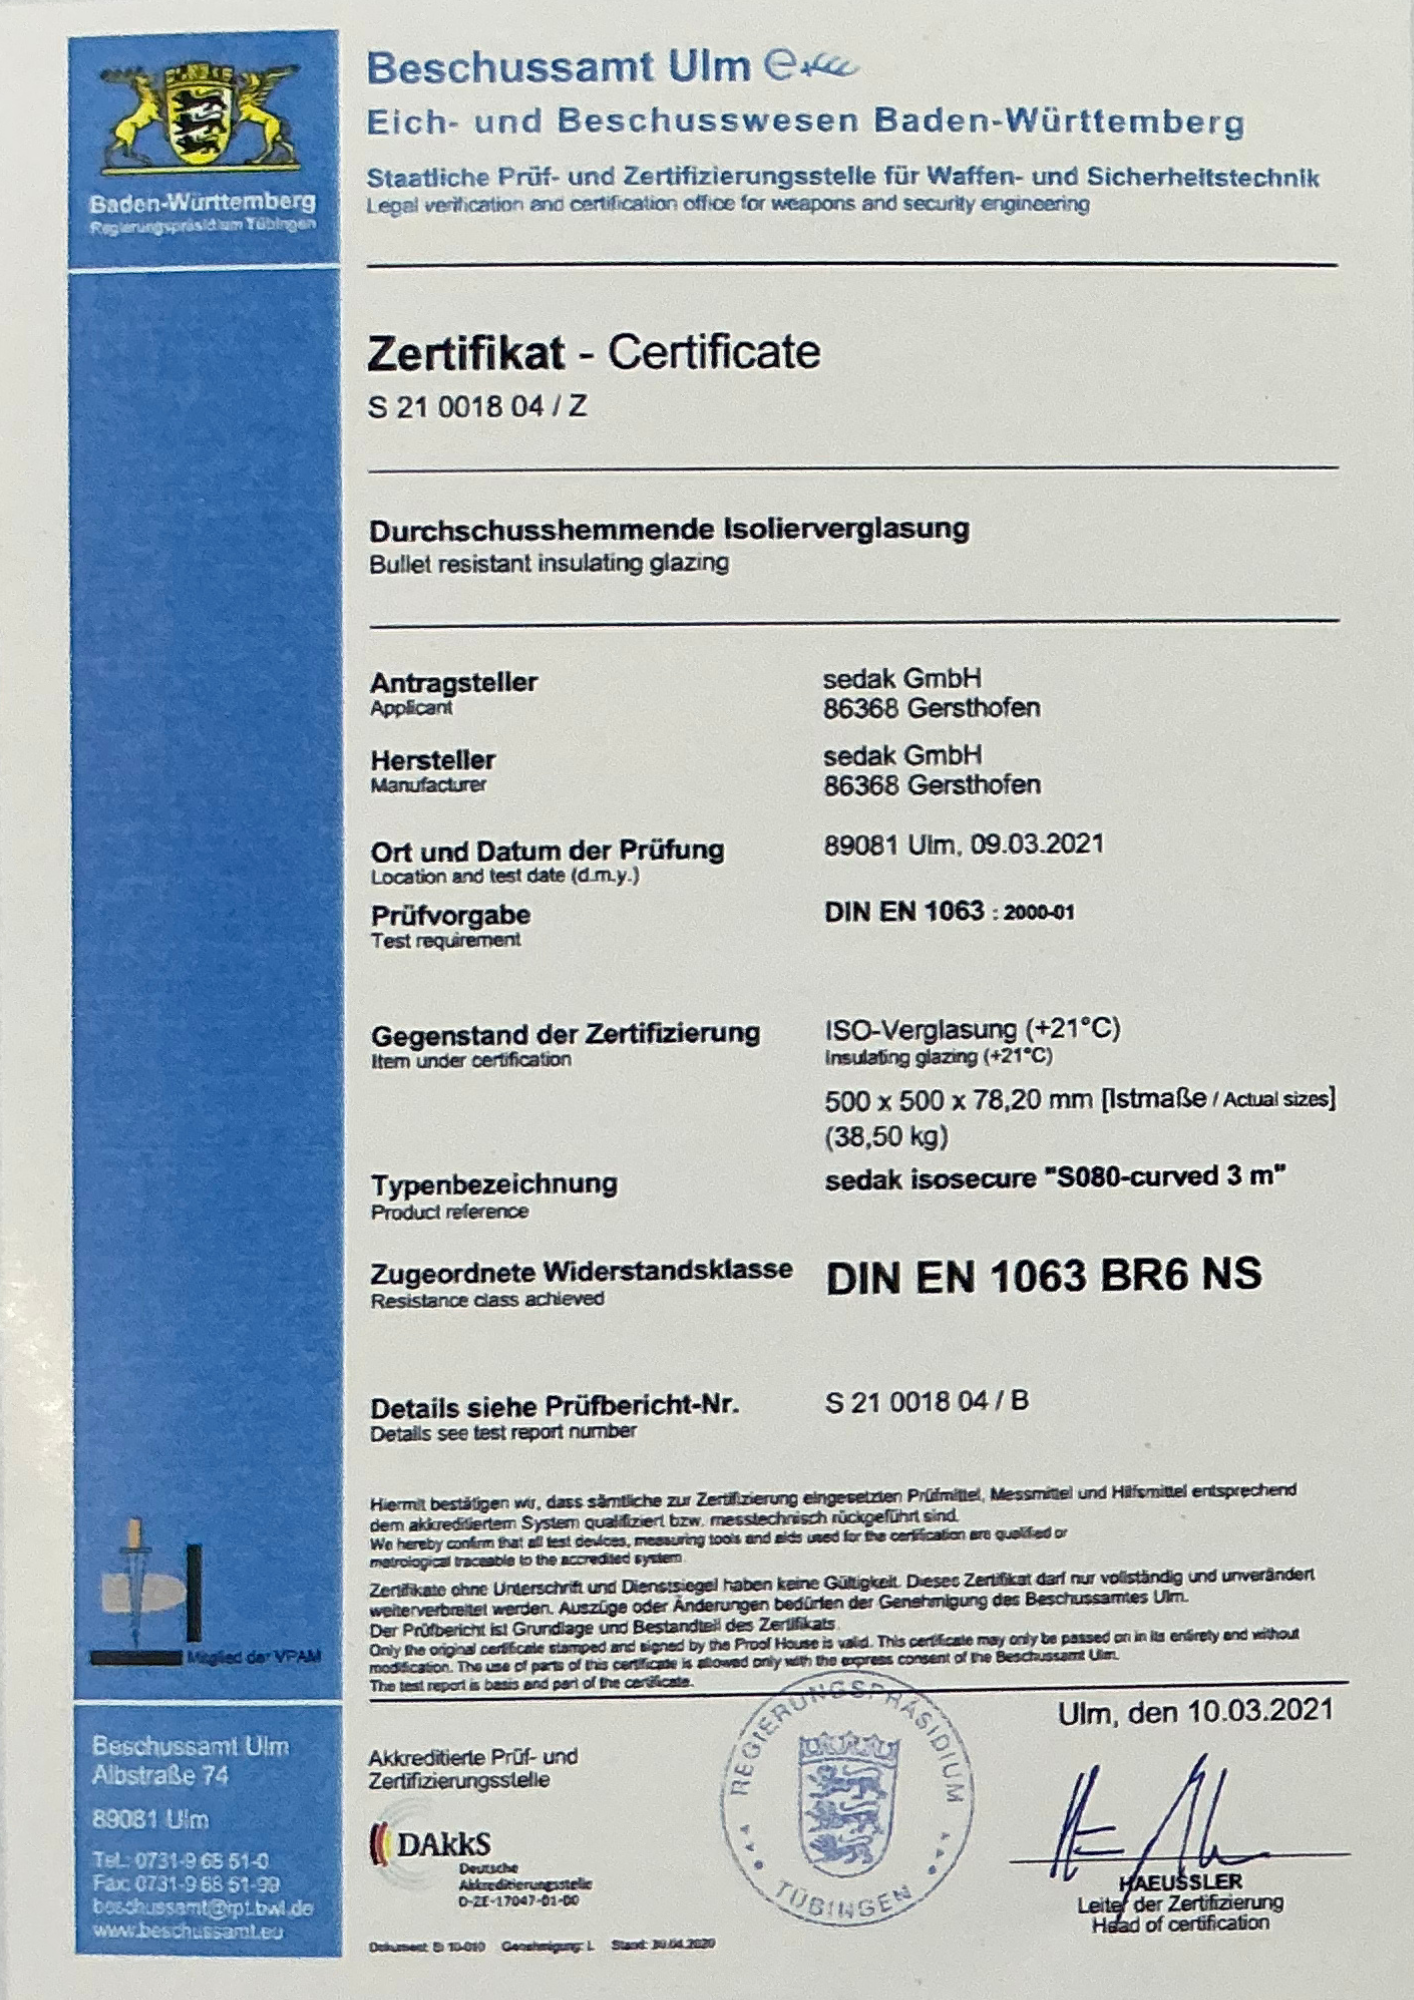 Baden-Württemberg
Regierungspräsidium Tübingen
Beschussamt Ulm
Eich- und Beschusswesen Baden-Württemberg
Staatliche Prüf- und Zertifizierungsstelle für Waffen- und Sicherheitstechnik
Legal verification and certification office for weapons and security engineering
Zertifikat - Certificate
S 21 0018 04 / Z
Durchschusshemmende Isolierverglasung
Bullet resistant insulating glazing
Antragsteller
Applicant
sedak GmbH
86368 Gersthofen
Hersteller
Manufacturer
sedak GmbH
86368 Gersthofen
Ort und Datum der Prüfung
Location and test date (d.m.y.)
89081 Ulm, 09.03.2021
Prüfvorgabe
Test requirement
DIN EN 1063 : 2000-01
Gegenstand der Zertifizierung
Item under certification
ISO-Verglasung (+21°C)
Insulating glazing (+21°C)
500 x 500 x 78,20 mm [Istmaße / Actual sizes]
(38,50 kg)
Typenbezeichnung
Product reference
sedak isosecure "S080-curved 3 m"
Zugeordnete Widerstandsklasse
Resistance class achieved
DIN EN 1063 BR6 NS
Details siehe Prüfbericht-Nr.
Details see test report number
S 21 0018 04 / B
Hiermit bestätigen wir, dass sämtliche zur Zertifizierung eingesetzten Prüfmittel, Messmittel und Hilfsmittel entsprechend
dem akkreditiertem System qualifiziert bzw. messtechnisch rückgeführt sind.
We hereby confirm that all test devices, measuring tools and aids used for the certification are qualified or
metrological traceable to the accredited system.
Zertifikate ohne Unterschrift und Dienstsiegel haben keine Gültigkeit. Dieses Zertifikat darf nur vollständig und unverändert
weiterverbreitet werden. Auszüge oder Änderungen bedürfen der Genehmigung des Beschussamtes Ulm.
Der Prüfbericht ist Grundlage und Bestandteil des Zertifikats.
Only the original certificate stamped and signed by the Proof House is valid. This certificate may only be passed on in its entirety and without
modification. The use of parts of this certificate is allowed only with the express consent of the Beschussamt Ulm.
The test report is basis and part of the certificate.
Mitglied der VPAM
Beschussamt Ulm
Albstraße 74
89081 Ulm
Tel.: 0731-9 68 51-0
Fax: 0731-9 68 51-99
beschussamt@rpt.bwl.de
www.beschussamt.eu
Akkreditierte Prüf- und
Zertifizierungsstelle
DAkkS
Deutsche
Akkreditierungsstelle
D-ZE-17047-01-00
REGIERUNGSPRÄSIDIUM
TÜBINGEN
Ulm, den 10.03.2021
HAEUSSLER
Leiter der Zertifizierung
Head of certification
Dokument: 10-010 Genehmigung: L Stand: 30.04.2020